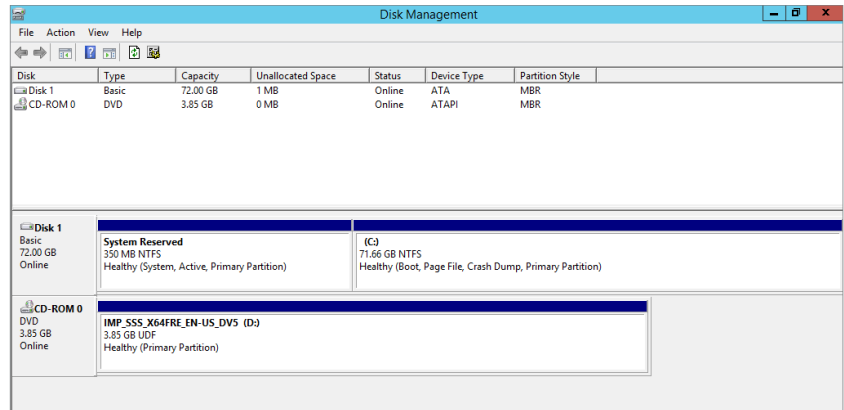 Disk Management
File Action View Help
Disk Type Capacity Unallocated Space Status Device Type Partition Style
Disk 1 Basic 72.00 GB 1 MB Online ATA MBR
CD-ROM 0 DVD 3.85 GB 0 MB Online ATAPI MBR
Disk 1
Basic
72.00 GB
Online
System Reserved
350 MB NTFS
Healthy (System, Active, Primary Partition)
(C:)
71.66 GB NTFS
Healthy (Boot, Page File, Crash Dump, Primary Partition)
CD-ROM 0
DVD
3.85 GB
Online
IMP_SSS_X64FRE_EN-US_DV5 (D:)
3.85 GB UDF
Healthy (Primary Partition)